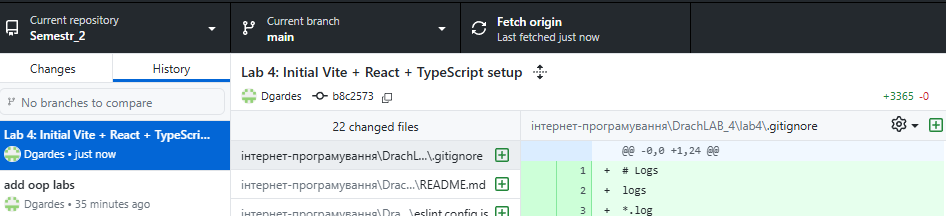 Current repository
Semestr_2
Current branch
main
Fetch origin
Last fetched just now
Changes
History
No branches to compare
Lab 4: Initial Vite + React + TypeScri...
Dgardes • just now
add oop labs
Dgardes • 35 minutes ago
Lab 4: Initial Vite + React + TypeScript setup
Dgardes b8c2573
+3365 -0
22 changed files
інтернет-програмування\DrachL...\.gitignore
інтернет-програмування\Drac...\README.md
інтернет-програмування\Dra...\eslint.config.js
інтернет-програмування\DrachLAB_4\lab4\.gitignore
@@ -0,0 +1,24 @@
1 + # Logs
2 + logs
3 + *.log